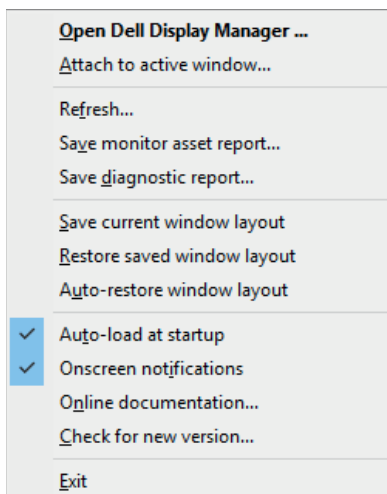 Open Dell Display Manager ...
Attach to active window...
Refresh...
Save monitor asset report...
Save diagnostic report...
Save current window layout
Restore saved window layout
Auto-restore window layout
Auto-load at startup
Onscreen notifications
Online documentation...
Check for new version...
Exit